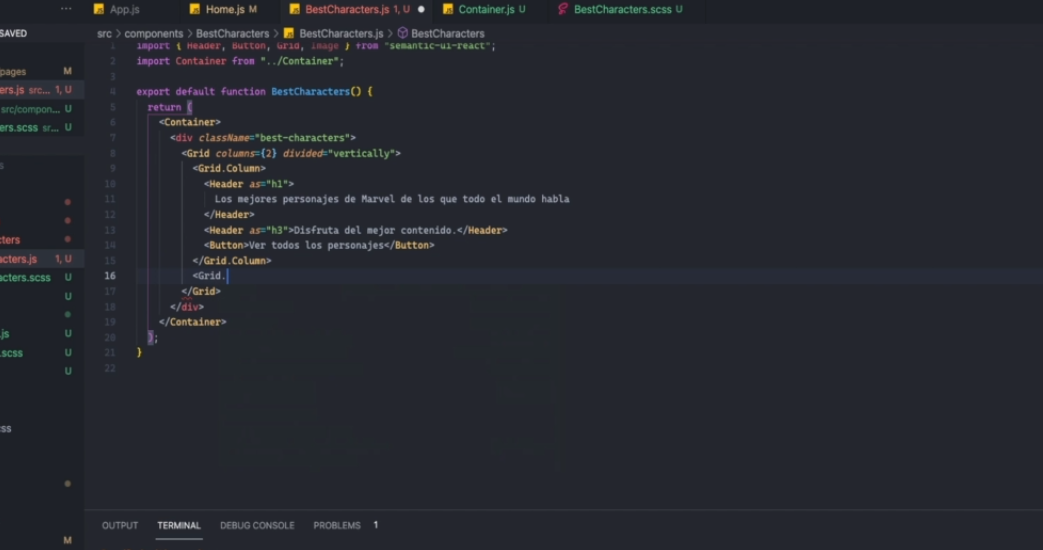 ··· App.js Home.js M BestCharacters.js 1, U ● Container.js U BestCharacters.scss U
SAVED
src > components > BestCharacters > BestCharacters.js > BestCharacters
pages M
ers.js src... 1, U
src/compon... U
ers.scss sr... U
s
ters
acters.js 1, U
acters.scss U
U
.js U
.scss U
U
css
M
1 import { Header, Button, Grid, Image } from "semantic-ui-react";
2 import Container from "../Container";
3
4 export default function BestCharacters() {
5 return (
6 <Container>
7 <div className="best-characters">
8 <Grid columns={2} divided="vertically">
9 <Grid.Column>
10 <Header as="h1">
11 Los mejores personajes de Marvel de los que todo el mundo habla
12 </Header>
13 <Header as="h3">Disfruta del mejor contenido.</Header>
14 <Button>Ver todos los personajes</Button>
15 </Grid.Column>
16 <Grid.
17 </Grid>
18 </div>
19 </Container>
20 );
21 }
22
OUTPUT TERMINAL DEBUG CONSOLE PROBLEMS 1